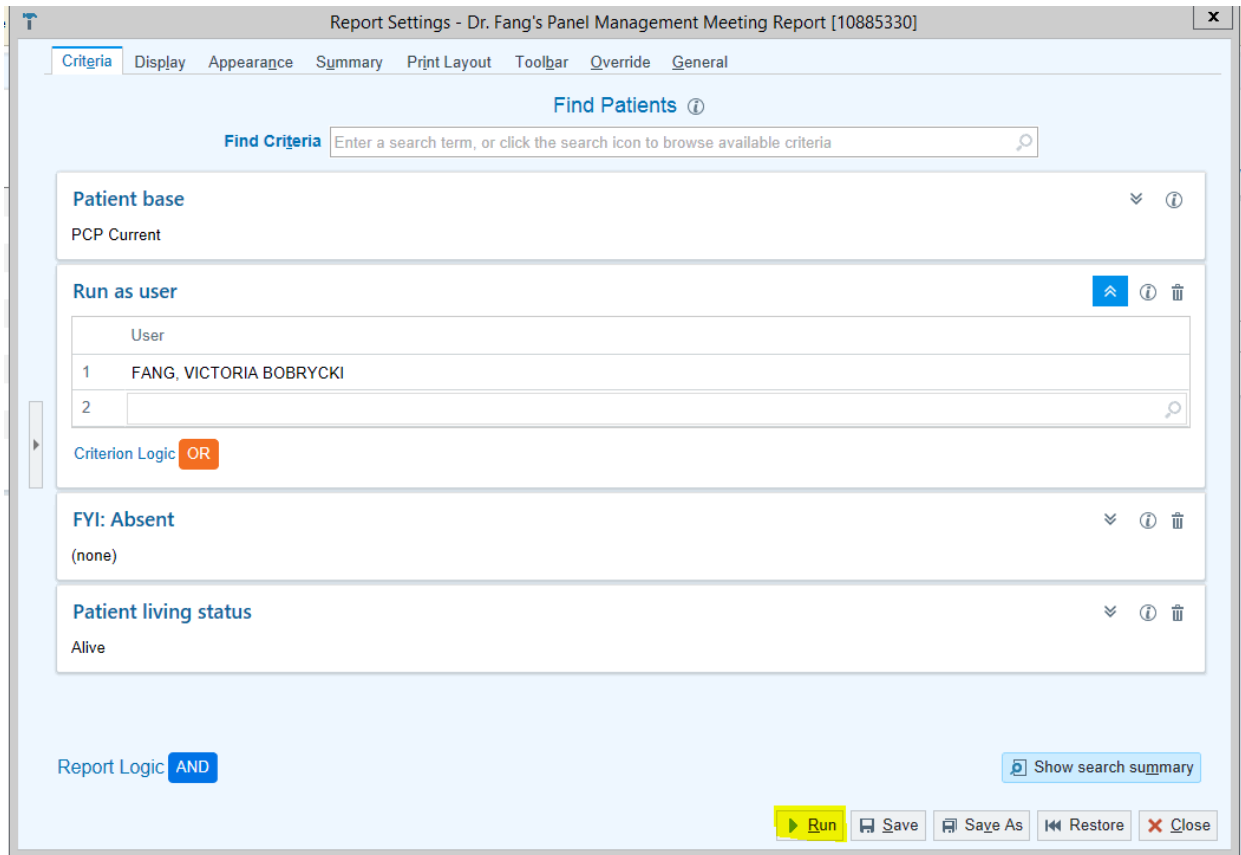 Report Settings - Dr. Fang's Panel Management Meeting Report [10885330]
x
Criteria Display Appearance Summary Print Layout Toolbar Override General
Find Patients
Find Criteria Enter a search term, or click the search icon to browse available criteria
Patient base
PCP Current
Run as user
User
1 FANG, VICTORIA BOBRYCKI
2
Criterion Logic OR
FYI: Absent
(none)
Patient living status
Alive
Report Logic AND
Show search summary
Run Save Save As Restore Close